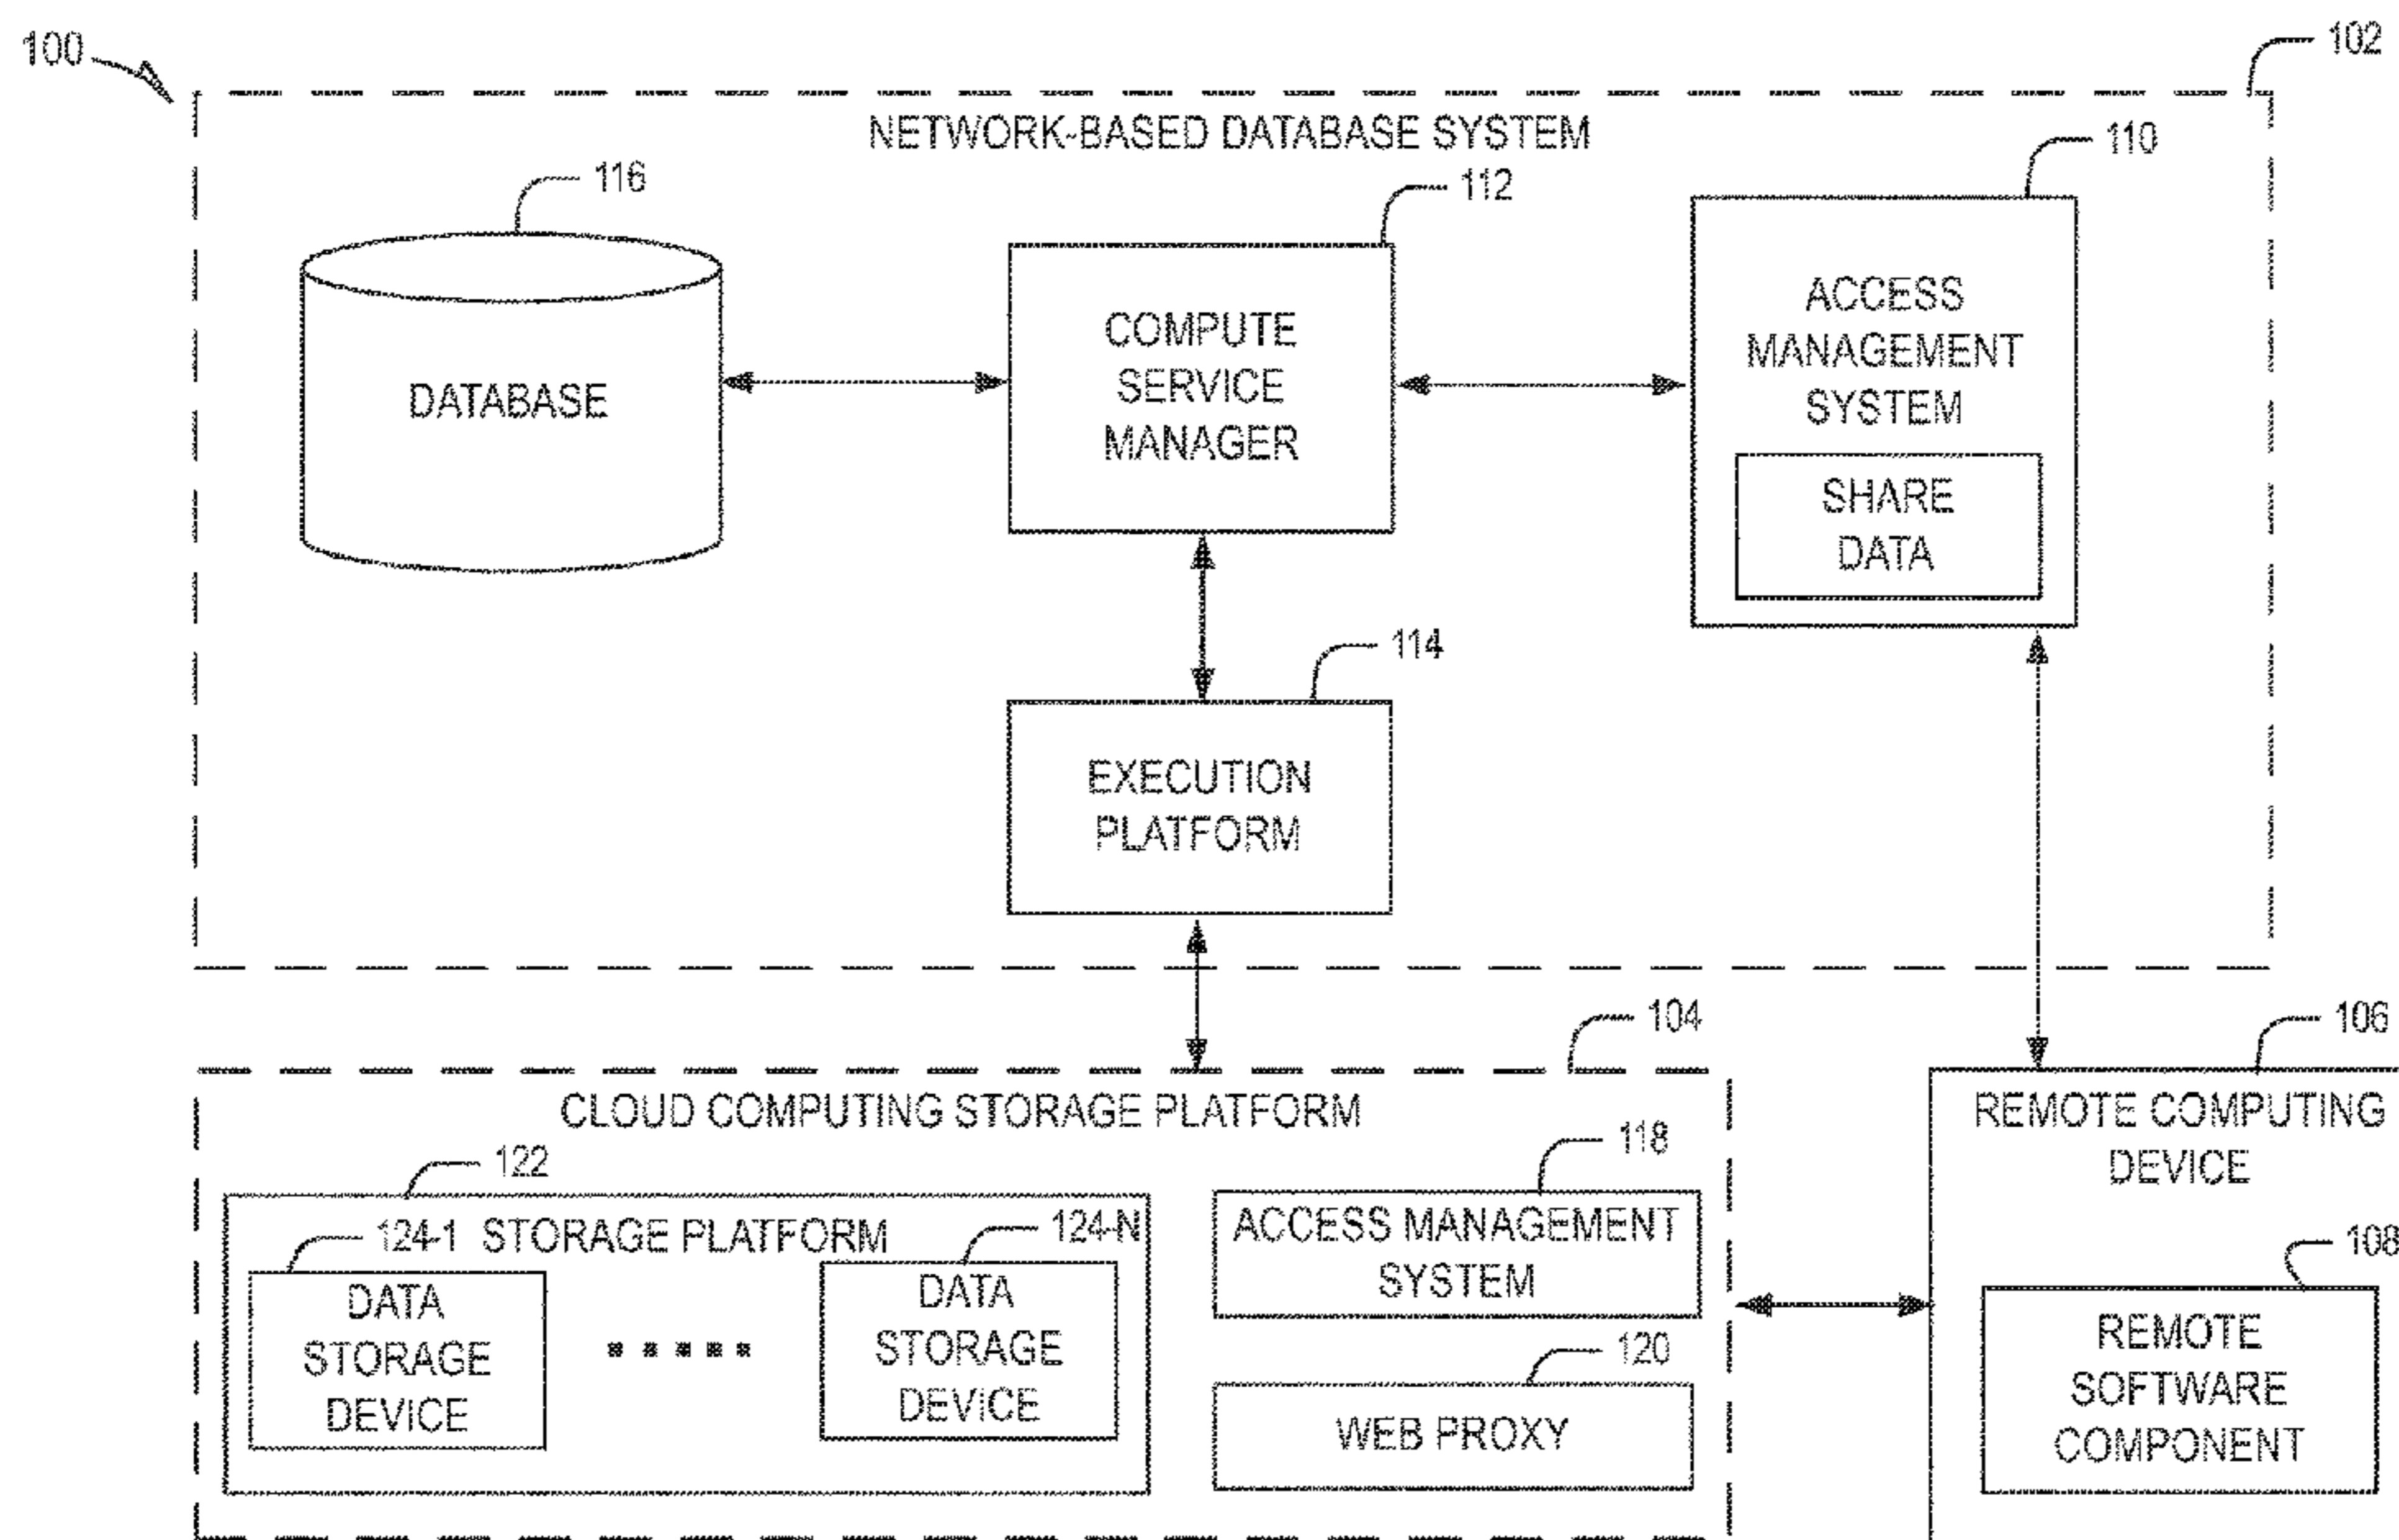 100
102
NETWORK-BASED DATABASE SYSTEM
116
112
110
DATABASE
COMPUTE
SERVICE
MANAGER
ACCESS
MANAGEMENT
SYSTEM
SHARE
DATA
114
EXECUTION
PLATFORM
104
106
CLOUD COMPUTING STORAGE PLATFORM
REMOTE COMPUTING
DEVICE
122
118
124-1 STORAGE PLATFORM 124-N
DATA
STORAGE
DEVICE
DATA
STORAGE
DEVICE
ACCESS MANAGEMENT
SYSTEM
120
WEB PROXY
108
REMOTE
SOFTWARE
COMPONENT